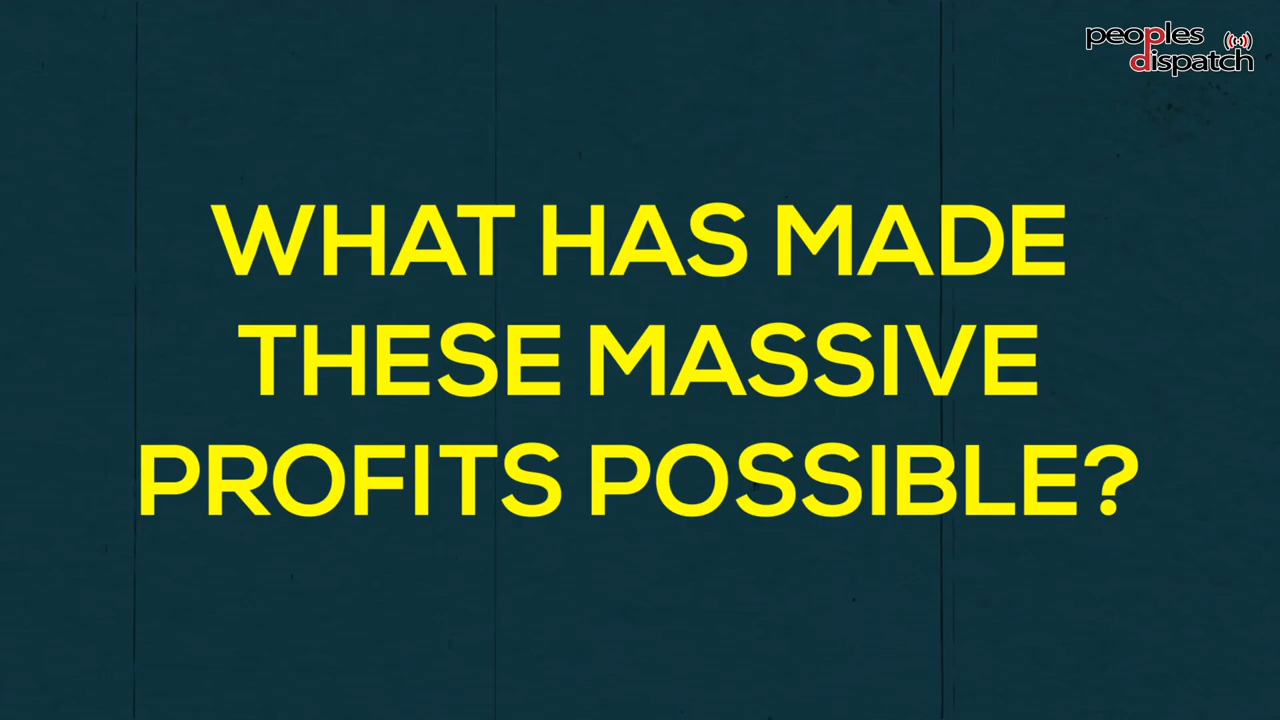 peoples
dispatch
WHAT HAS MADE
THESE MASSIVE
PROFITS POSSIBLE?